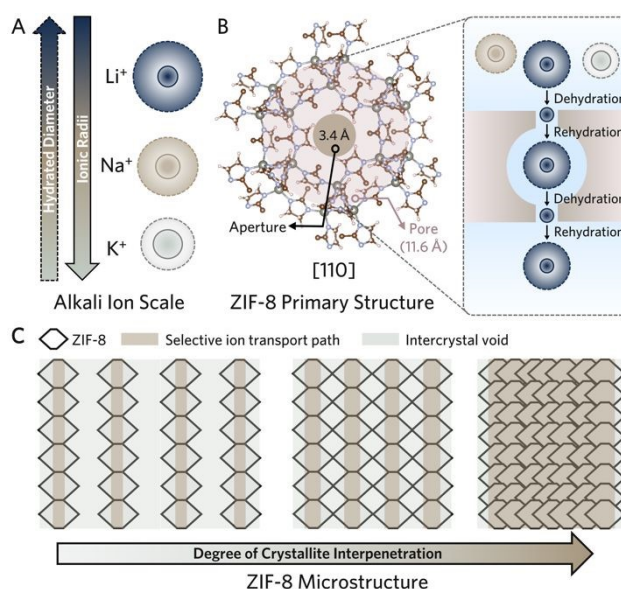 A
Hydrated Diameter
Ionic Radii
Li⁺
Na⁺
K⁺
Alkali Ion Scale
B
3.4 Å
Aperture
Pore
(11.6 Å)
[110]
ZIF-8 Primary Structure
Dehydration
Rehydration
Dehydration
Rehydration
C
ZIF-8
Selective ion transport path
Intercrystal void
Degree of Crystallite Interpenetration
ZIF-8 Microstructure